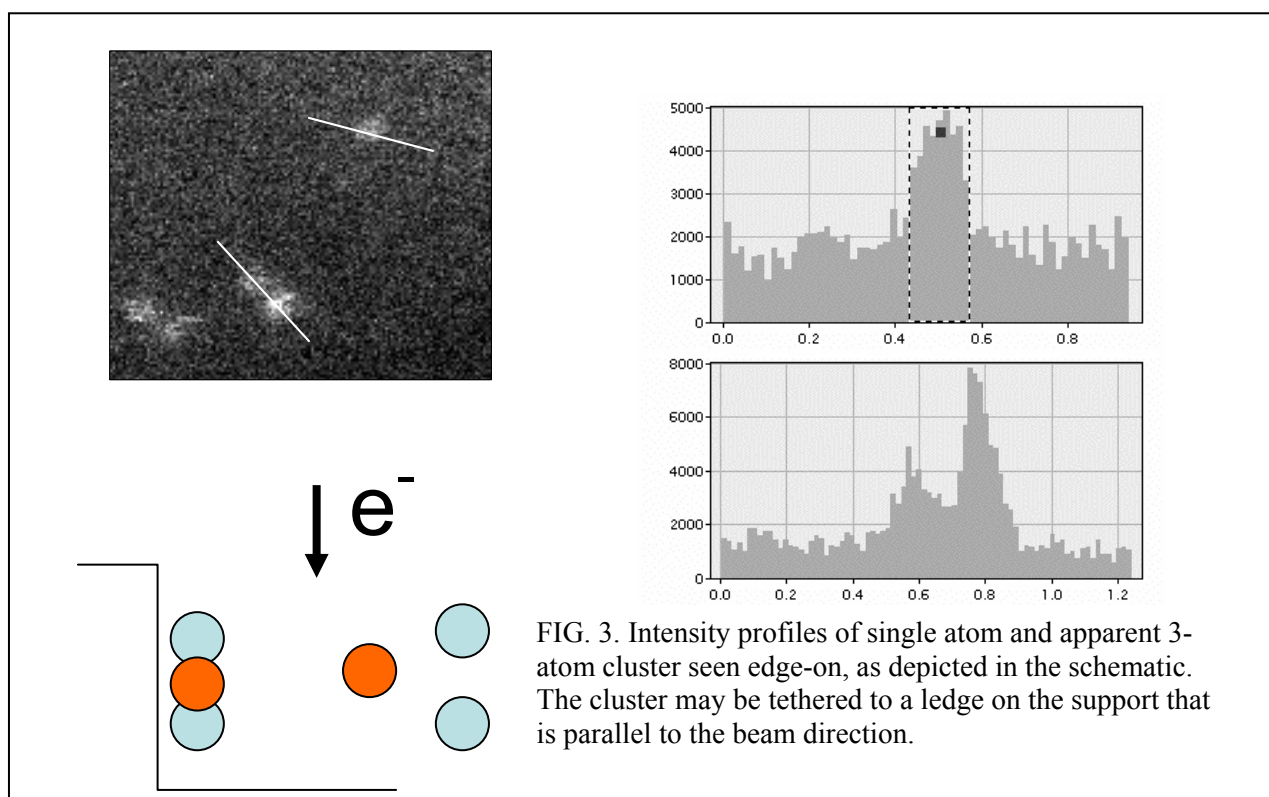 5000
4000
3000
2000
1000
0
0.0 0.2 0.4 0.6 0.8
8000
6000
4000
2000
0
0.0 0.2 0.4 0.6 0.8 1.0 1.2
e-
FIG. 3. Intensity profiles of single atom and apparent 3-
atom cluster seen edge-on, as depicted in the schematic.
The cluster may be tethered to a ledge on the support that
is parallel to the beam direction.